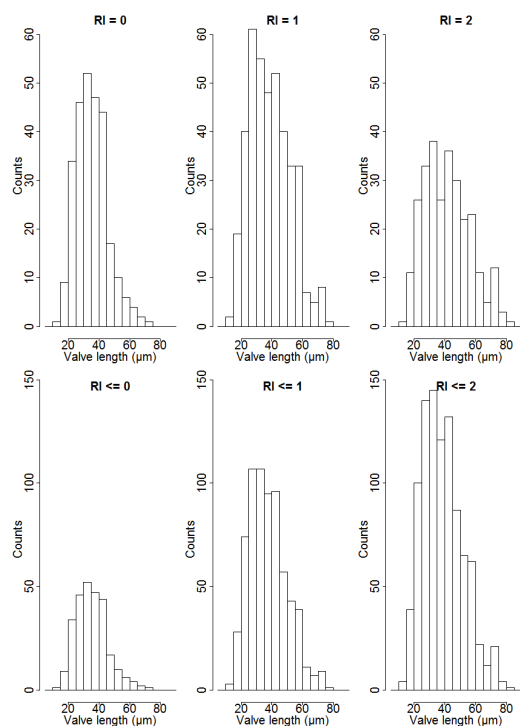 RI = 0
RI = 1
RI = 2
Counts
0 10 20 30 40 50 60
20 40 60 80
Valve length (µm)
Counts
0 10 20 30 40 50 60
20 40 60 80
Valve length (µm)
Counts
0 10 20 30 40 50 60
20 40 60 80
Valve length (µm)
RI <= 0
RI <= 1
RI <= 2
Counts
0 50 100 150
20 40 60 80
Valve length (µm)
Counts
0 50 100 150
20 40 60 80
Valve length (µm)
Counts
0 50 100 150
20 40 60 80
Valve length (µm)